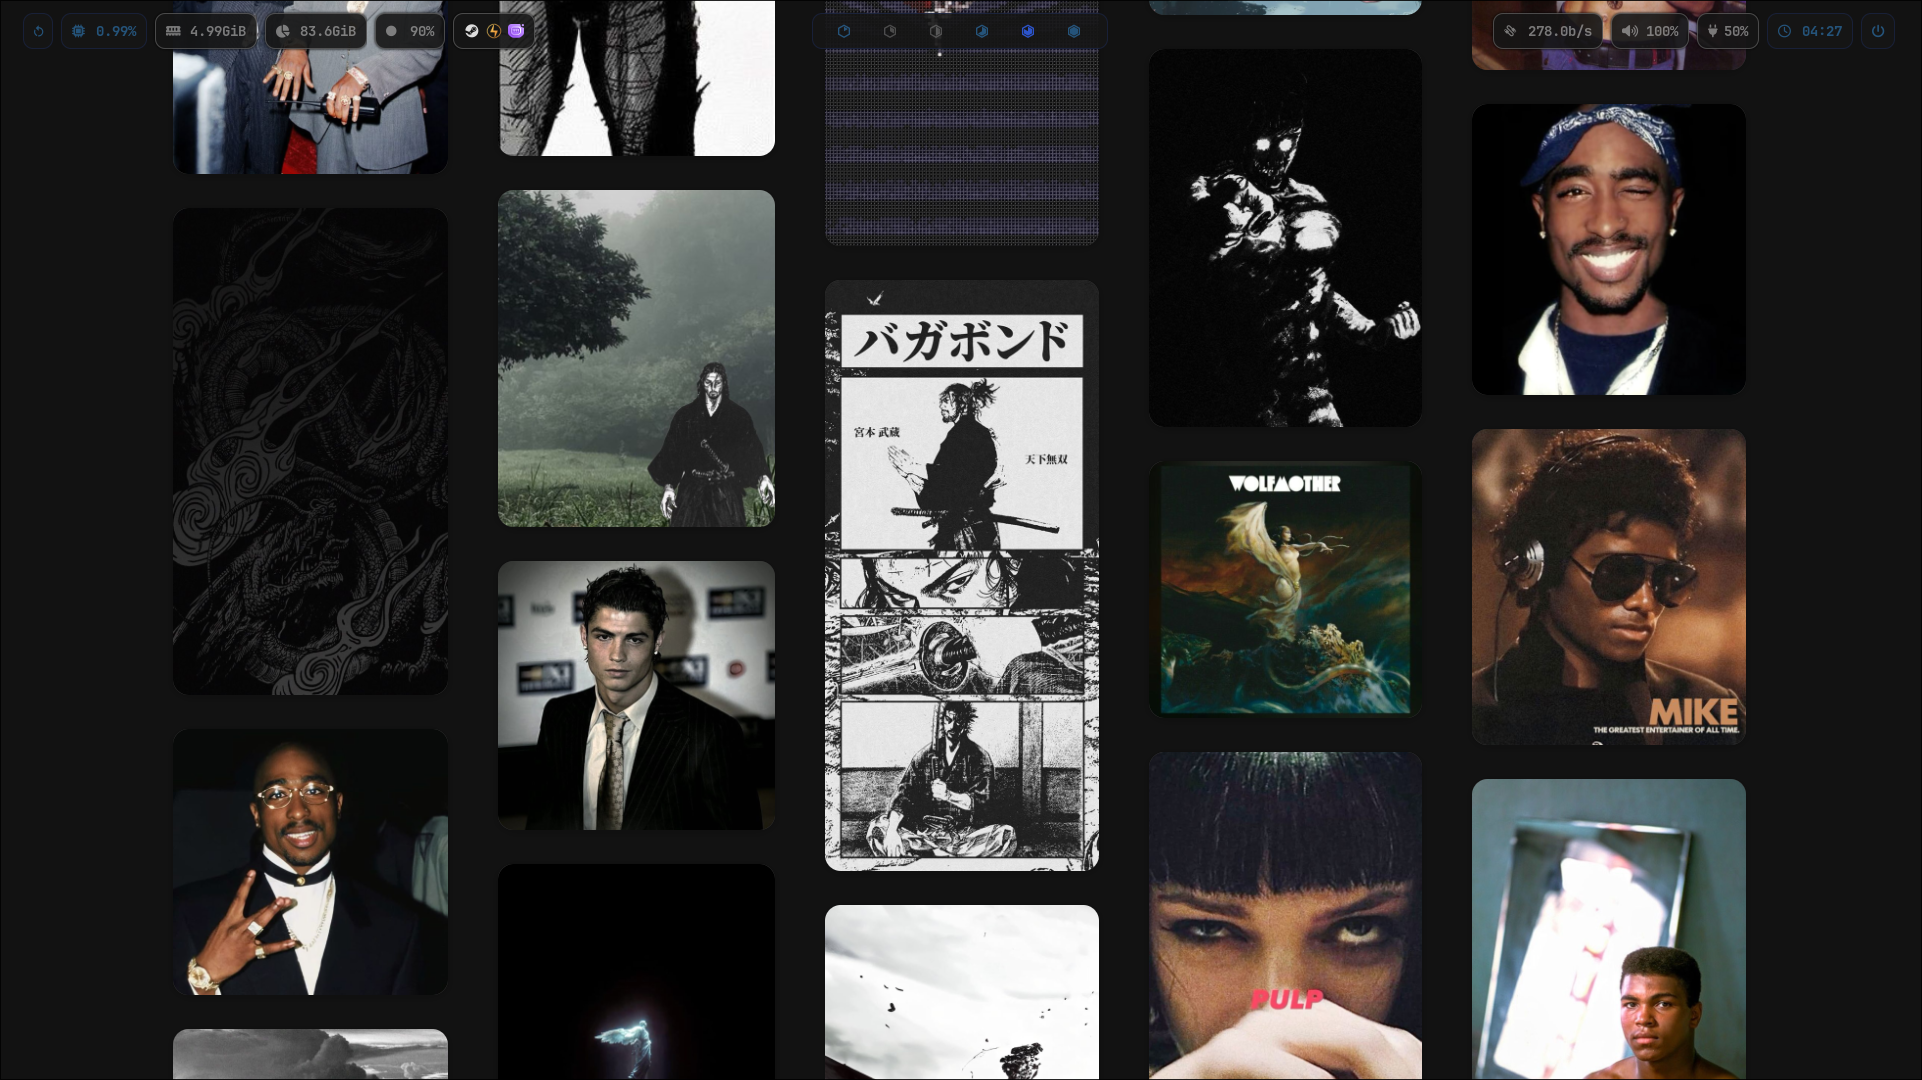 0.99%
4.99GiB
83.6GiB
90%
278.0b/s
100%
50%
04:27
バガボンド
宮本 武蔵
天下無双
WOLFMOTHER
MIKE
THE GREATEST ENTERTAINER OF ALL TIME.
PULP